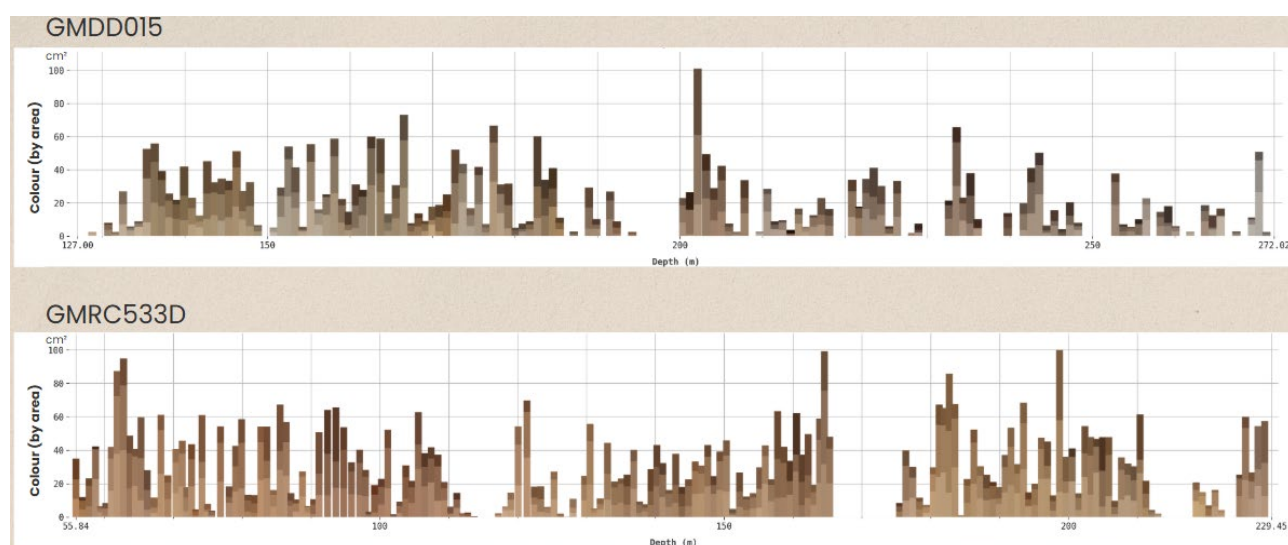 GMDD015
cm²
100
80
60
40
20
0
Colour (by area)
127.00 150 200 250 272.02
Depth (m)
GMRC533D
cm²
100
80
60
40
20
0
Colour (by area)
55.84 100 150 200 229.45
Depth (m)